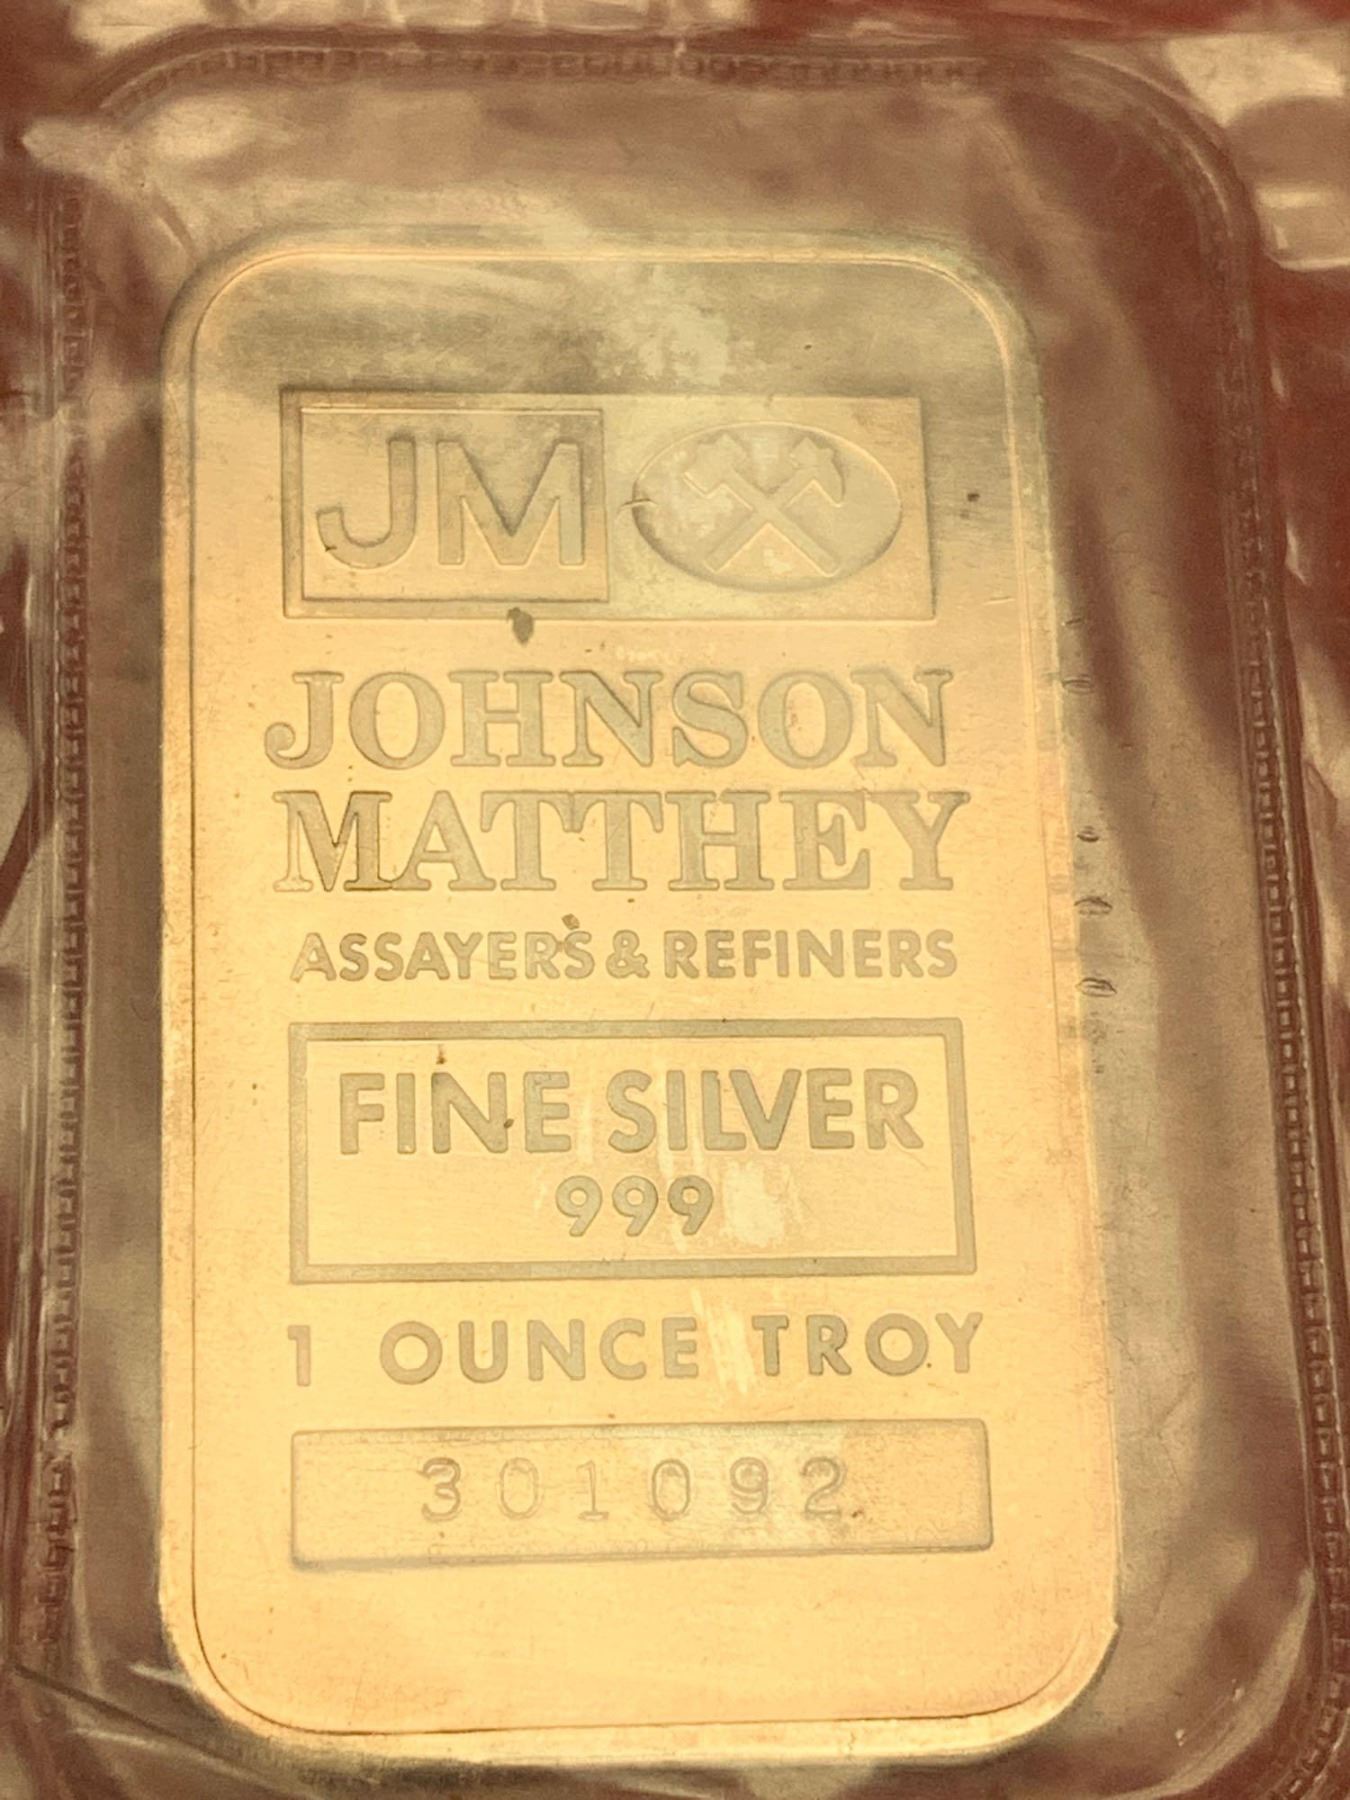 JM
JOHNSON
MATTHEY
ASSAYERS & REFINERS
FINE SILVER
999
1 OUNCE TROY
301092